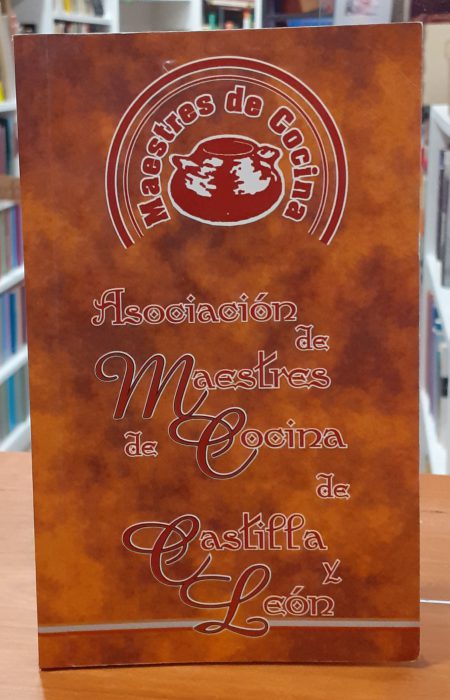 Maestres de Cocina
Asociación
de
Maestres
de Cocina
de
Castilla
y
León